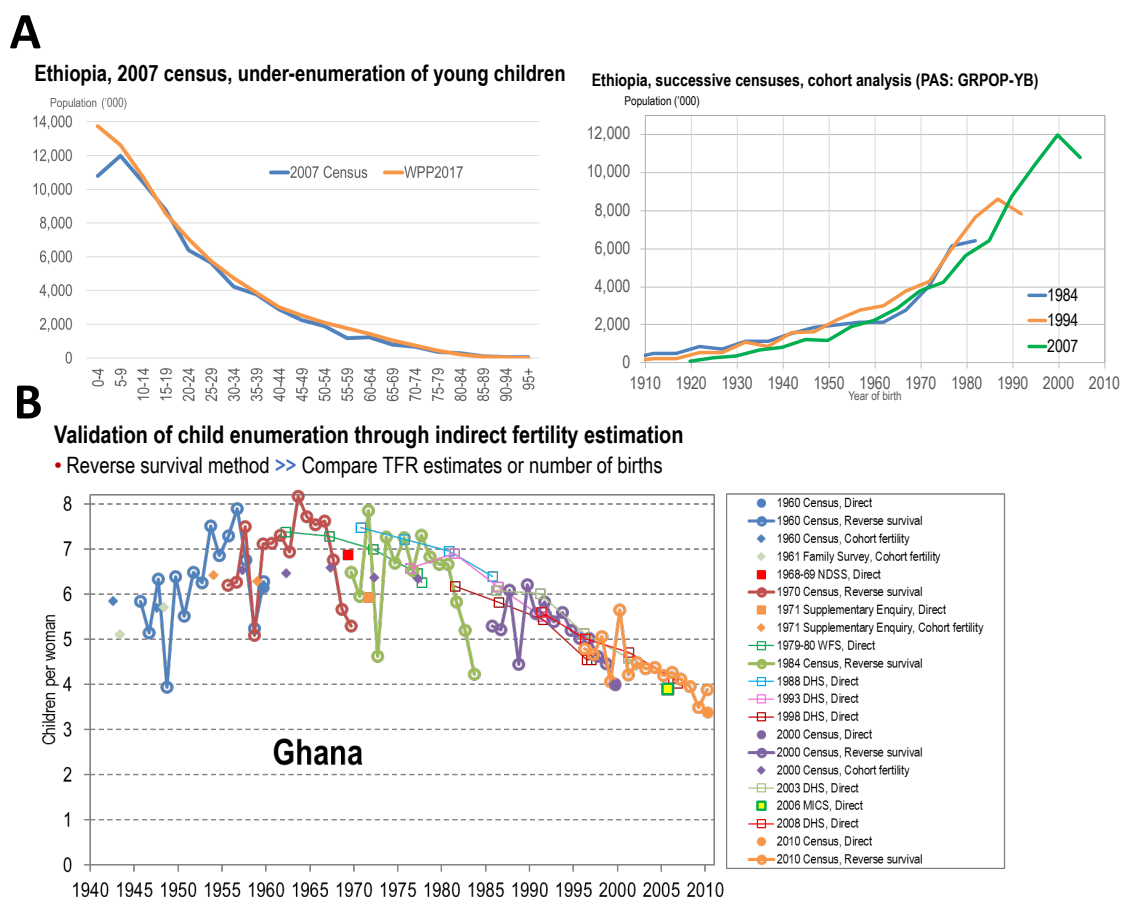 A
Ethiopia, 2007 census, under-enumeration of young children
Population ('000)
14,000
12,000
10,000
8,000
6,000
4,000
2,000
0
2007 Census
WPP2017
0-4
5-9
10-14
15-19
20-24
25-29
30-34
35-39
40-44
45-49
50-54
55-59
60-64
65-69
70-74
75-79
80-84
85-89
90-94
95+
Ethiopia, successive censuses, cohort analysis (PAS: GRPOP-YB)
Population ('000)
12,000
10,000
8,000
6,000
4,000
2,000
0
1984
1994
2007
1910 1920 1930 1940 1950 1960 1970 1980 1990 2000 2010
Year of birth
B
Validation of child enumeration through indirect fertility estimation
• Reverse survival method >> Compare TFR estimates or number of births
Children per woman
8
7
6
5
4
3
2
1
0
Ghana
1940 1945 1950 1955 1960 1965 1970 1975 1980 1985 1990 1995 2000 2005 2010
1960 Census, Direct
1960 Census, Reverse survival
1960 Census, Cohort fertility
1961 Family Survey, Cohort fertility
1968-69 NDSS, Direct
1970 Census, Reverse survival
1971 Supplementary Enquiry, Direct
1971 Supplementary Enquiry, Cohort fertility
1979-80 WFS, Direct
1984 Census, Reverse survival
1988 DHS, Direct
1993 DHS, Direct
1998 DHS, Direct
2000 Census, Direct
2000 Census, Reverse survival
2000 Census, Cohort fertility
2003 DHS, Direct
2006 MICS, Direct
2008 DHS, Direct
2010 Census, Direct
2010 Census, Reverse survival